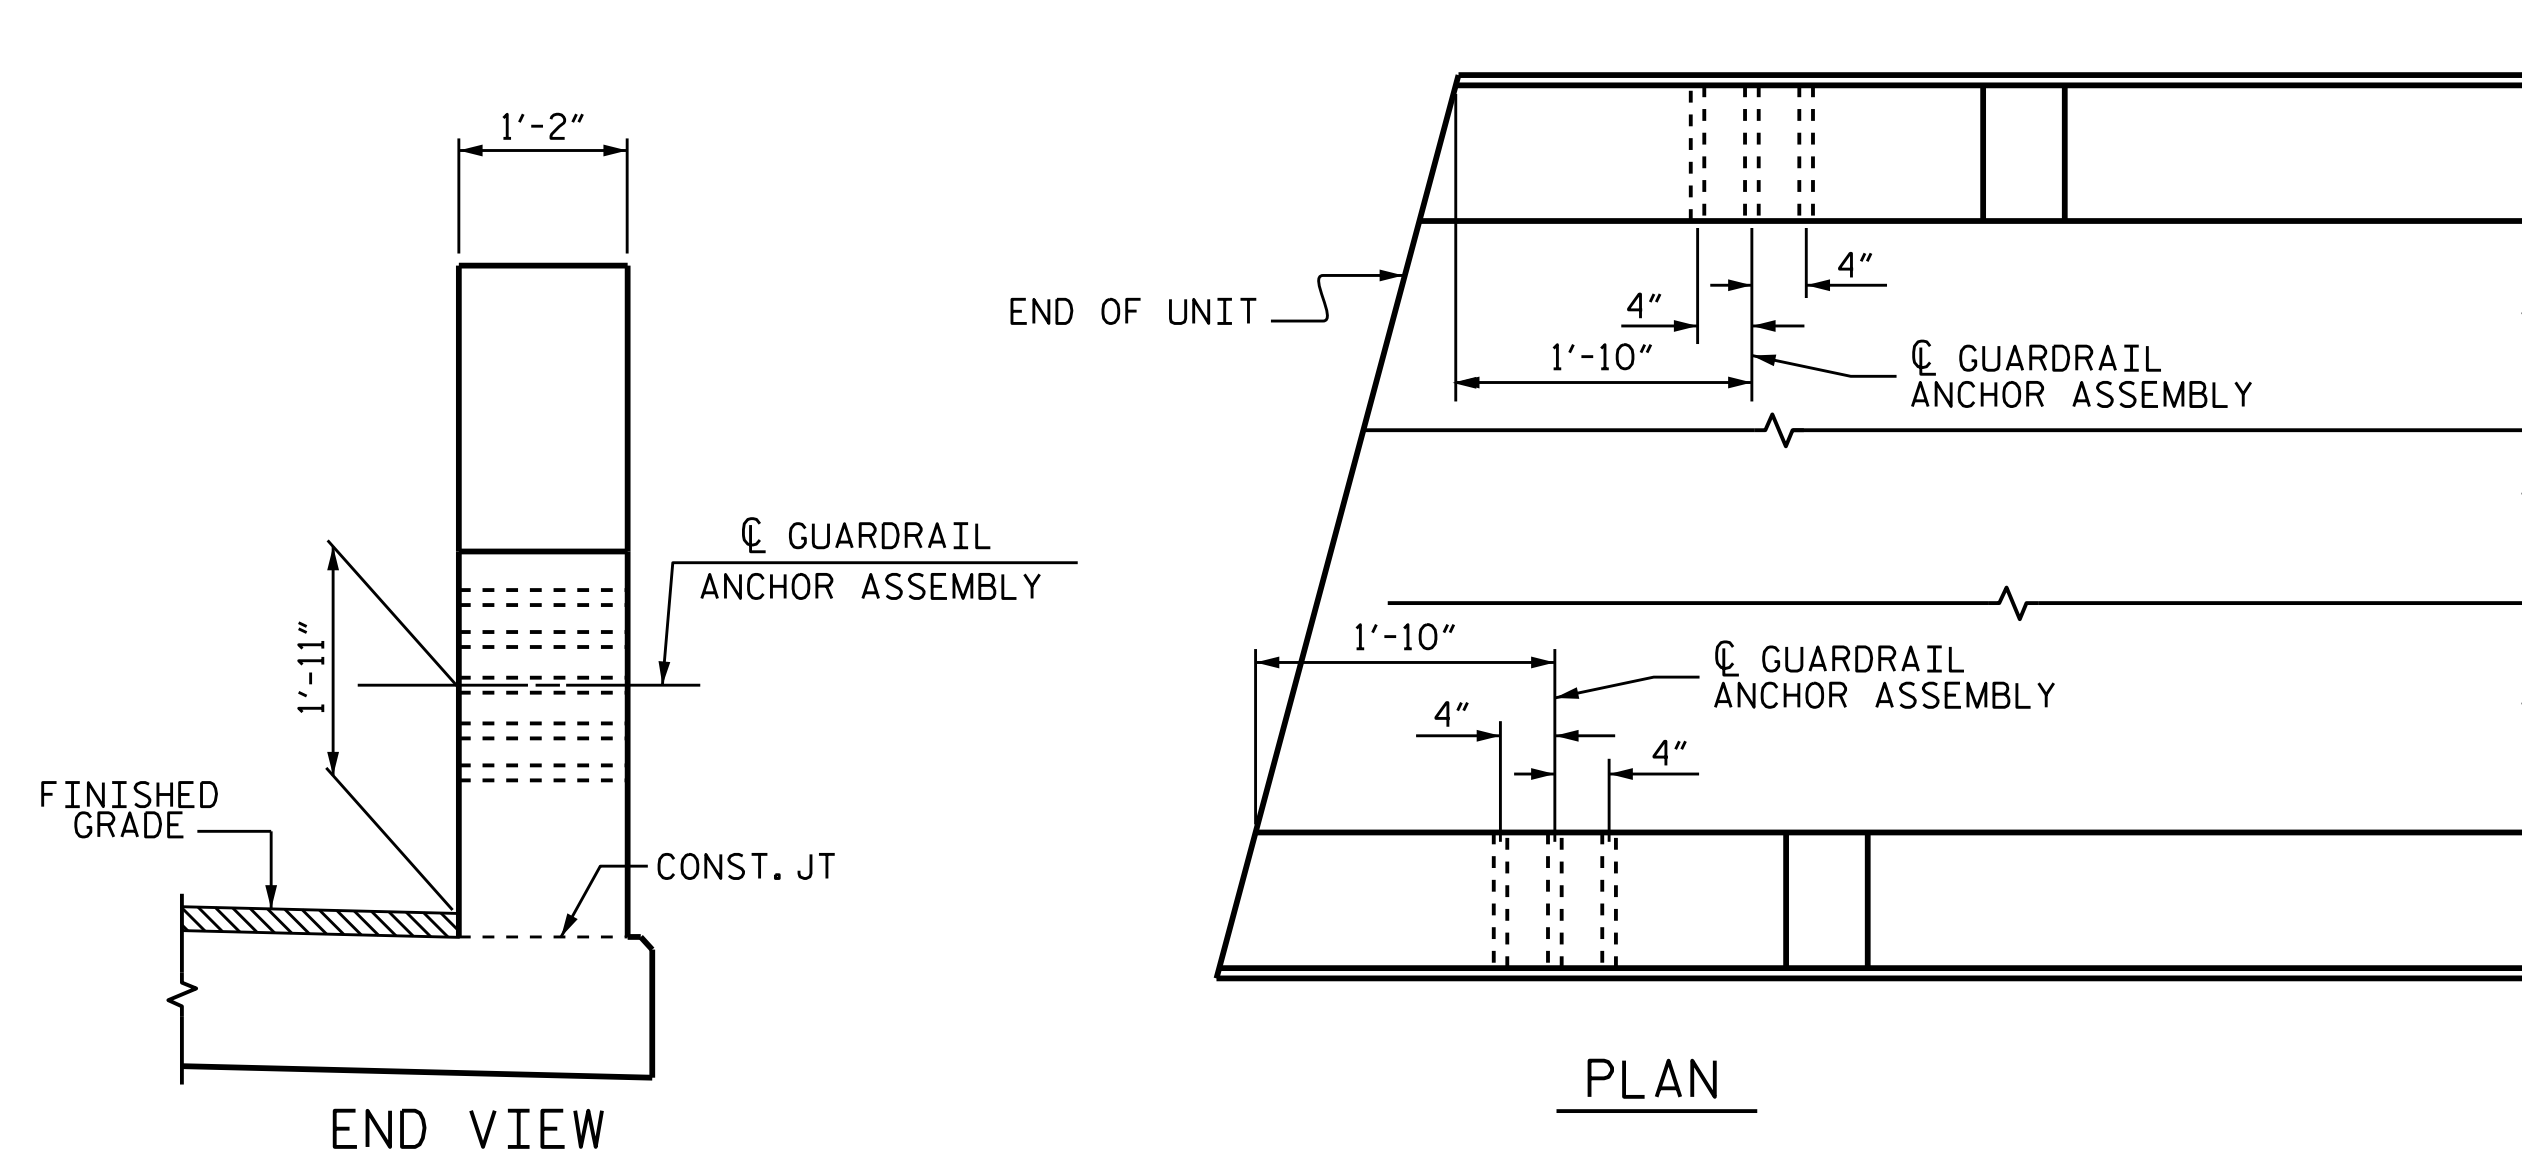 1'-2"
℄ GUARDRAIL
ANCHOR ASSEMBLY
1'-11"
FINISHED
GRADE
CONST. JT
END VIEW
END OF UNIT
4"
4"
1'-10"
℄ GUARDRAIL
ANCHOR ASSEMBLY
1'-10"
℄ GUARDRAIL
ANCHOR ASSEMBLY
4"
4"
PLAN